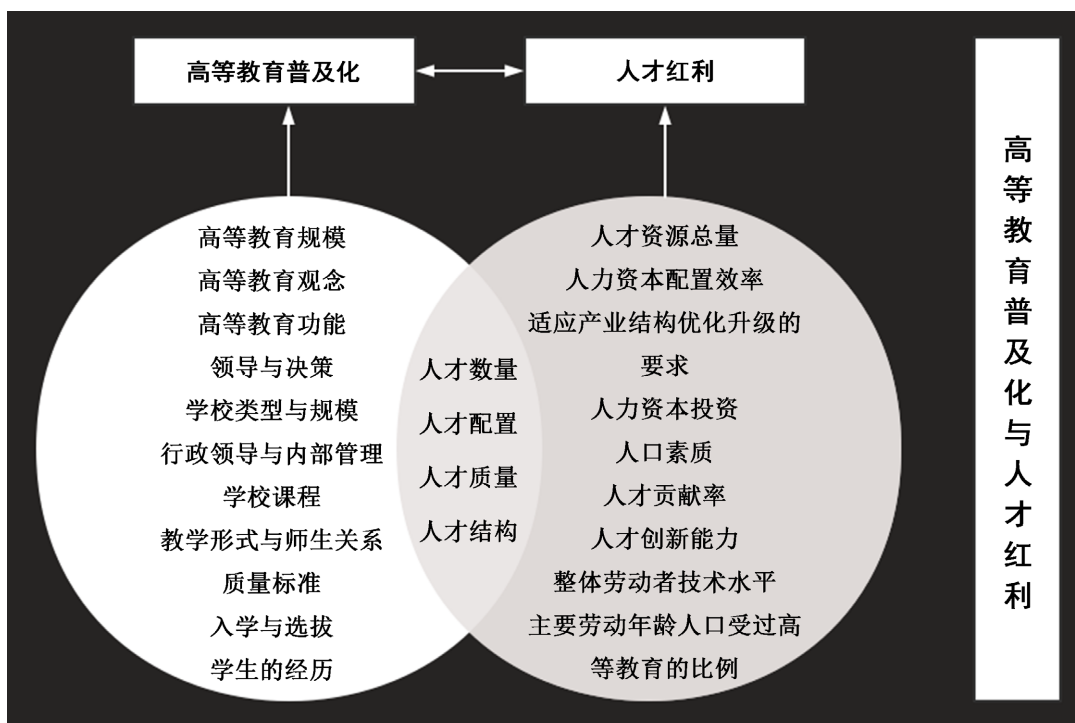 高等教育普及化
人才红利
高等教育规模
高等教育观念
高等教育功能
领导与决策
学校类型与规模
行政领导与内部管理
学校课程
教学形式与师生关系
质量标准
入学与选拔
学生的经历
人才数量
人才配置
人才质量
人才结构
人才资源总量
人力资本配置效率
适应产业结构优化升级的
要求
人力资本投资
人口素质
人才贡献率
人才创新能力
整体劳动者技术水平
主要劳动年龄人口受过高
等教育的比例
高等教育普及化与人才红利